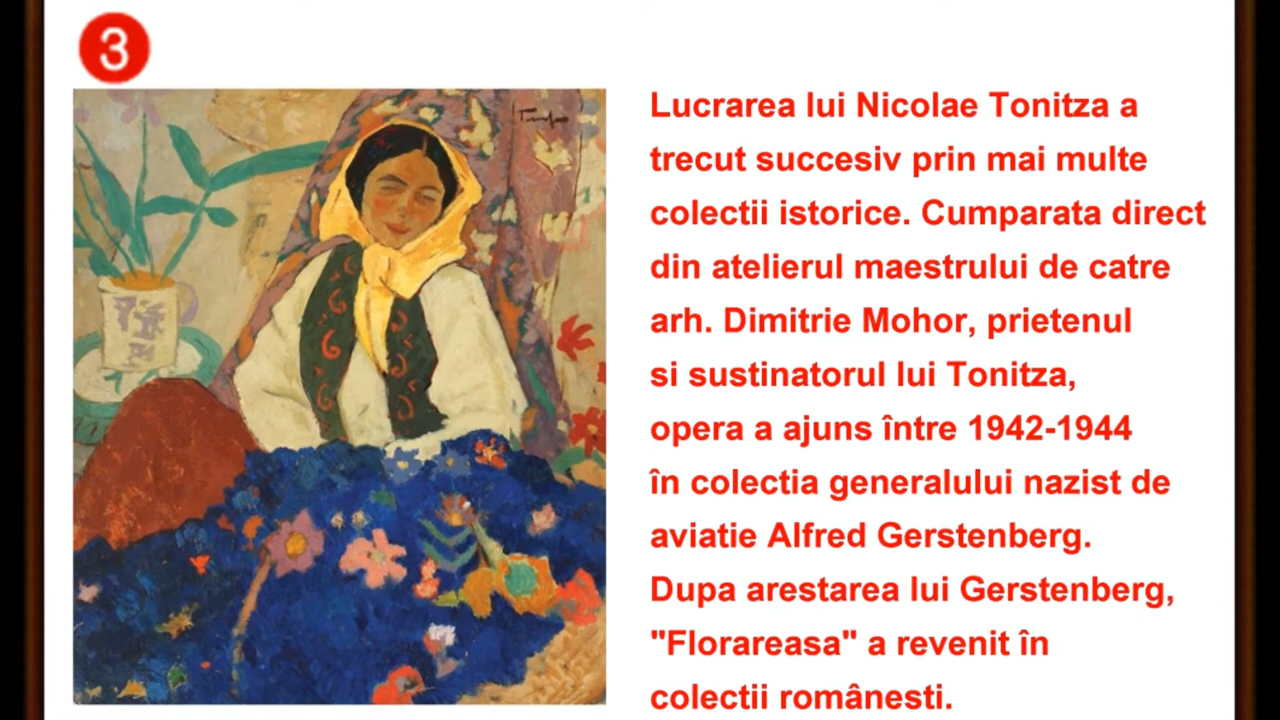 3
Lucrarea lui Nicolae Tonitza a
trecut succesiv prin mai multe
colectii istorice. Cumparata direct
din atelierul maestrului de catre
arh. Dimitrie Mohor, prietenul
si sustinatorul lui Tonitza,
opera a ajuns între 1942-1944
în colectia generalului nazist de
aviatie Alfred Gerstenberg.
Dupa arestarea lui Gerstenberg,
"Florareasa" a revenit în
colectii românesti.